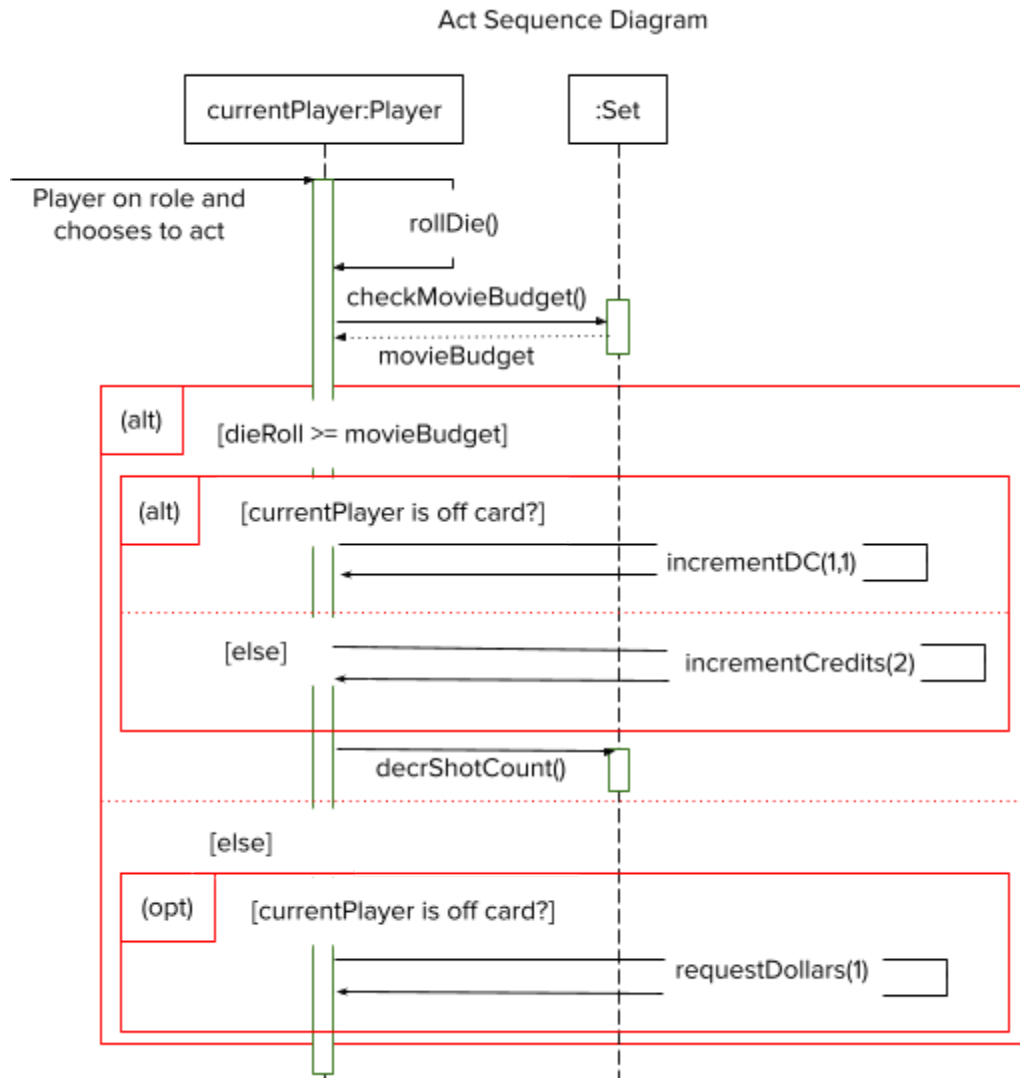 Act Sequence Diagram
currentPlayer:Player
:Set
Player on role and
chooses to act
rollDie()
checkMovieBudget()
movieBudget
(alt)
[dieRoll >= movieBudget]
(alt)
[currentPlayer is off card?]
incrementDC(1,1)
[else]
incrementCredits(2)
decrShotCount()
[else]
(opt)
[currentPlayer is off card?]
requestDollars(1)